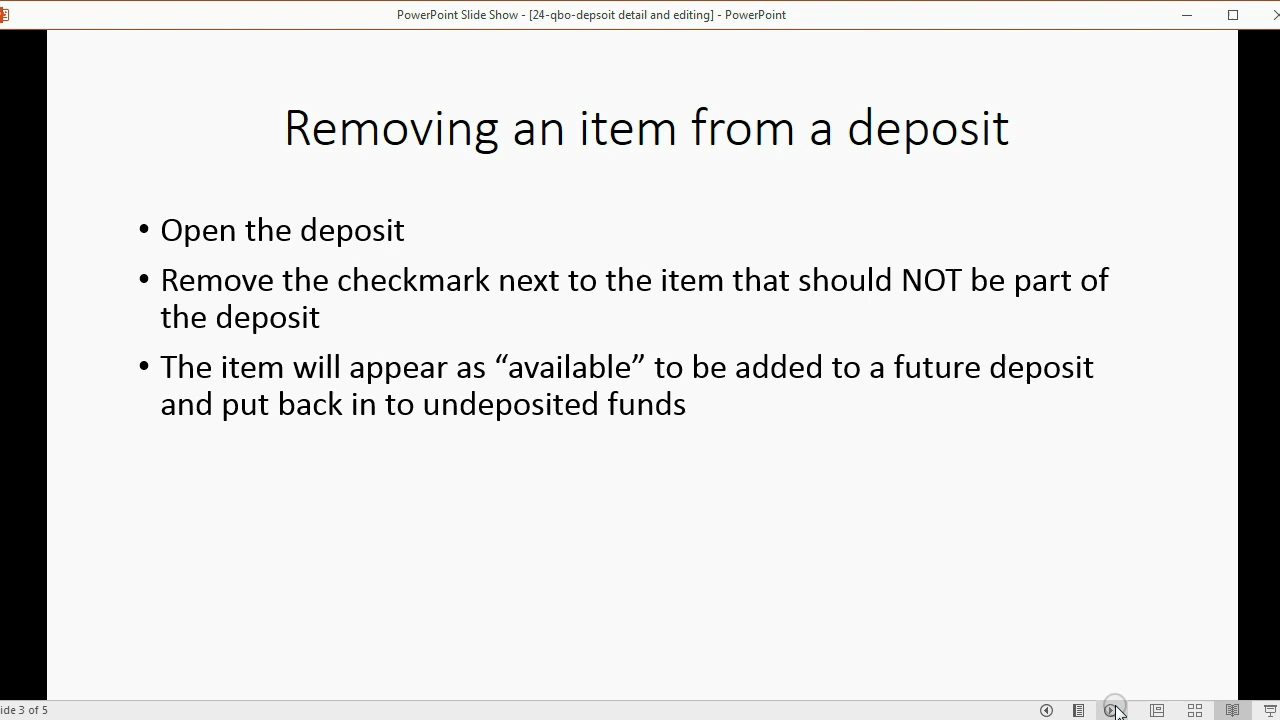 PowerPoint Slide Show - [24-qbo-depsoit detail and editing] - PowerPoint
Removing an item from a deposit
• Open the deposit
• Remove the checkmark next to the item that should NOT be part of
the deposit
• The item will appear as “available” to be added to a future deposit
and put back in to undeposited funds
ide 3 of 5